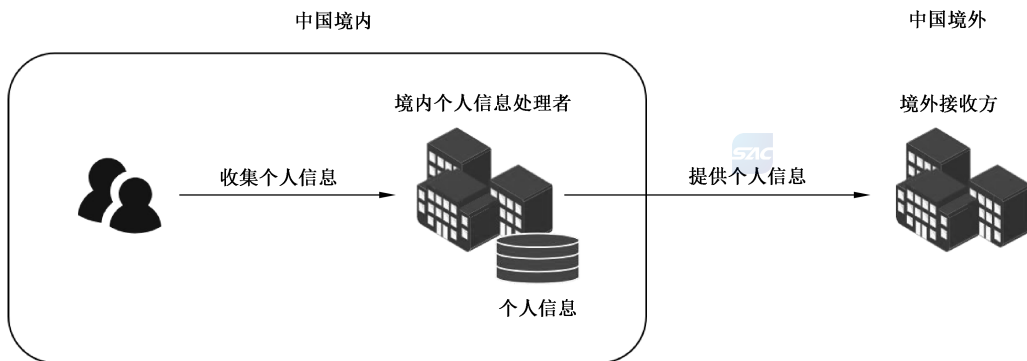 中国境内
中国境外
境内个人信息处理者
境外接收方
收集个人信息
SAC
提供个人信息
个人信息